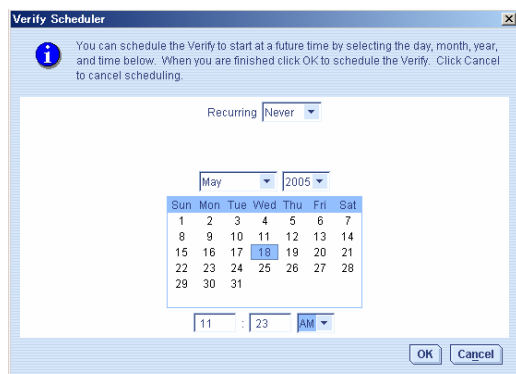 Verify Scheduler
You can schedule the Verify to start at a future time by selecting the day, month, year,
and time below. When you are finished click OK to schedule the Verify. Click Cancel
to cancel scheduling.
Recurring Never
May 2005
Sun Mon Tue Wed Thu Fri Sat
1 2 3 4 5 6 7
8 9 10 11 12 13 14
15 16 17 18 19 20 21
22 23 24 25 26 27 28
29 30 31
11 : 23 AM
OK Cancel